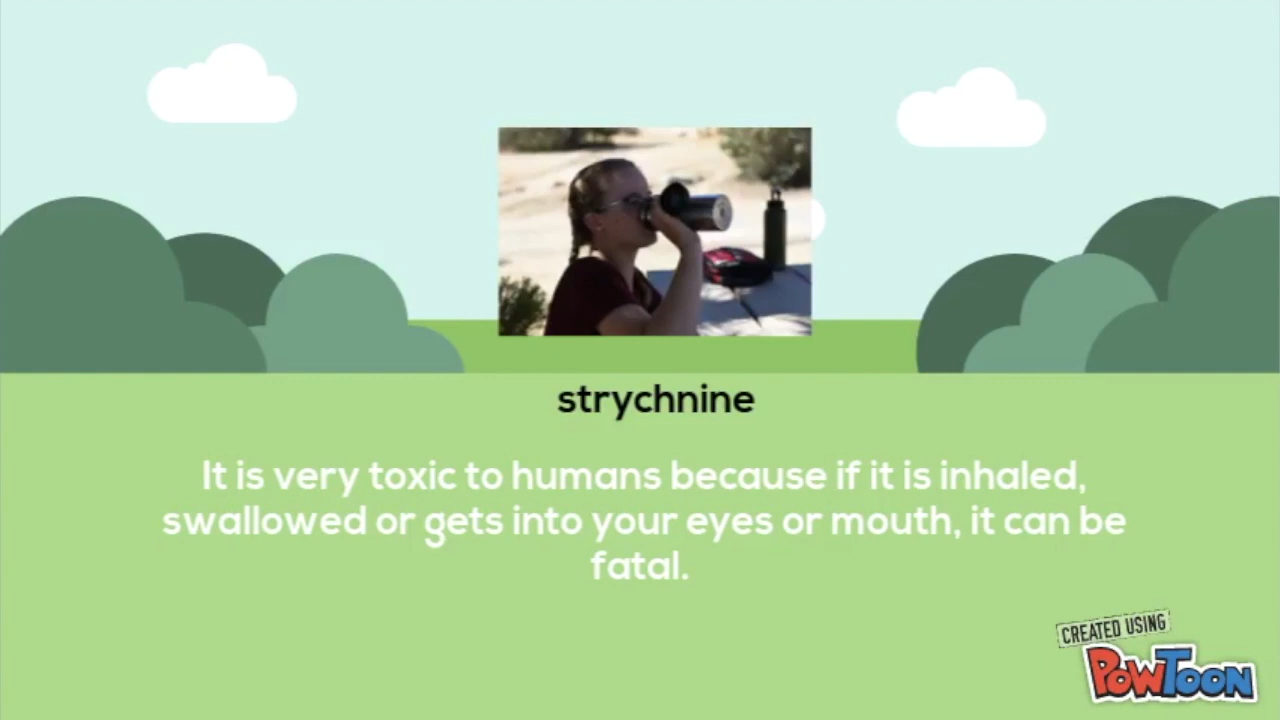 strychnine
It is very toxic to humans because if it is inhaled,
swallowed or gets into your eyes or mouth, it can be
fatal.
CREATED USING
POWTOON